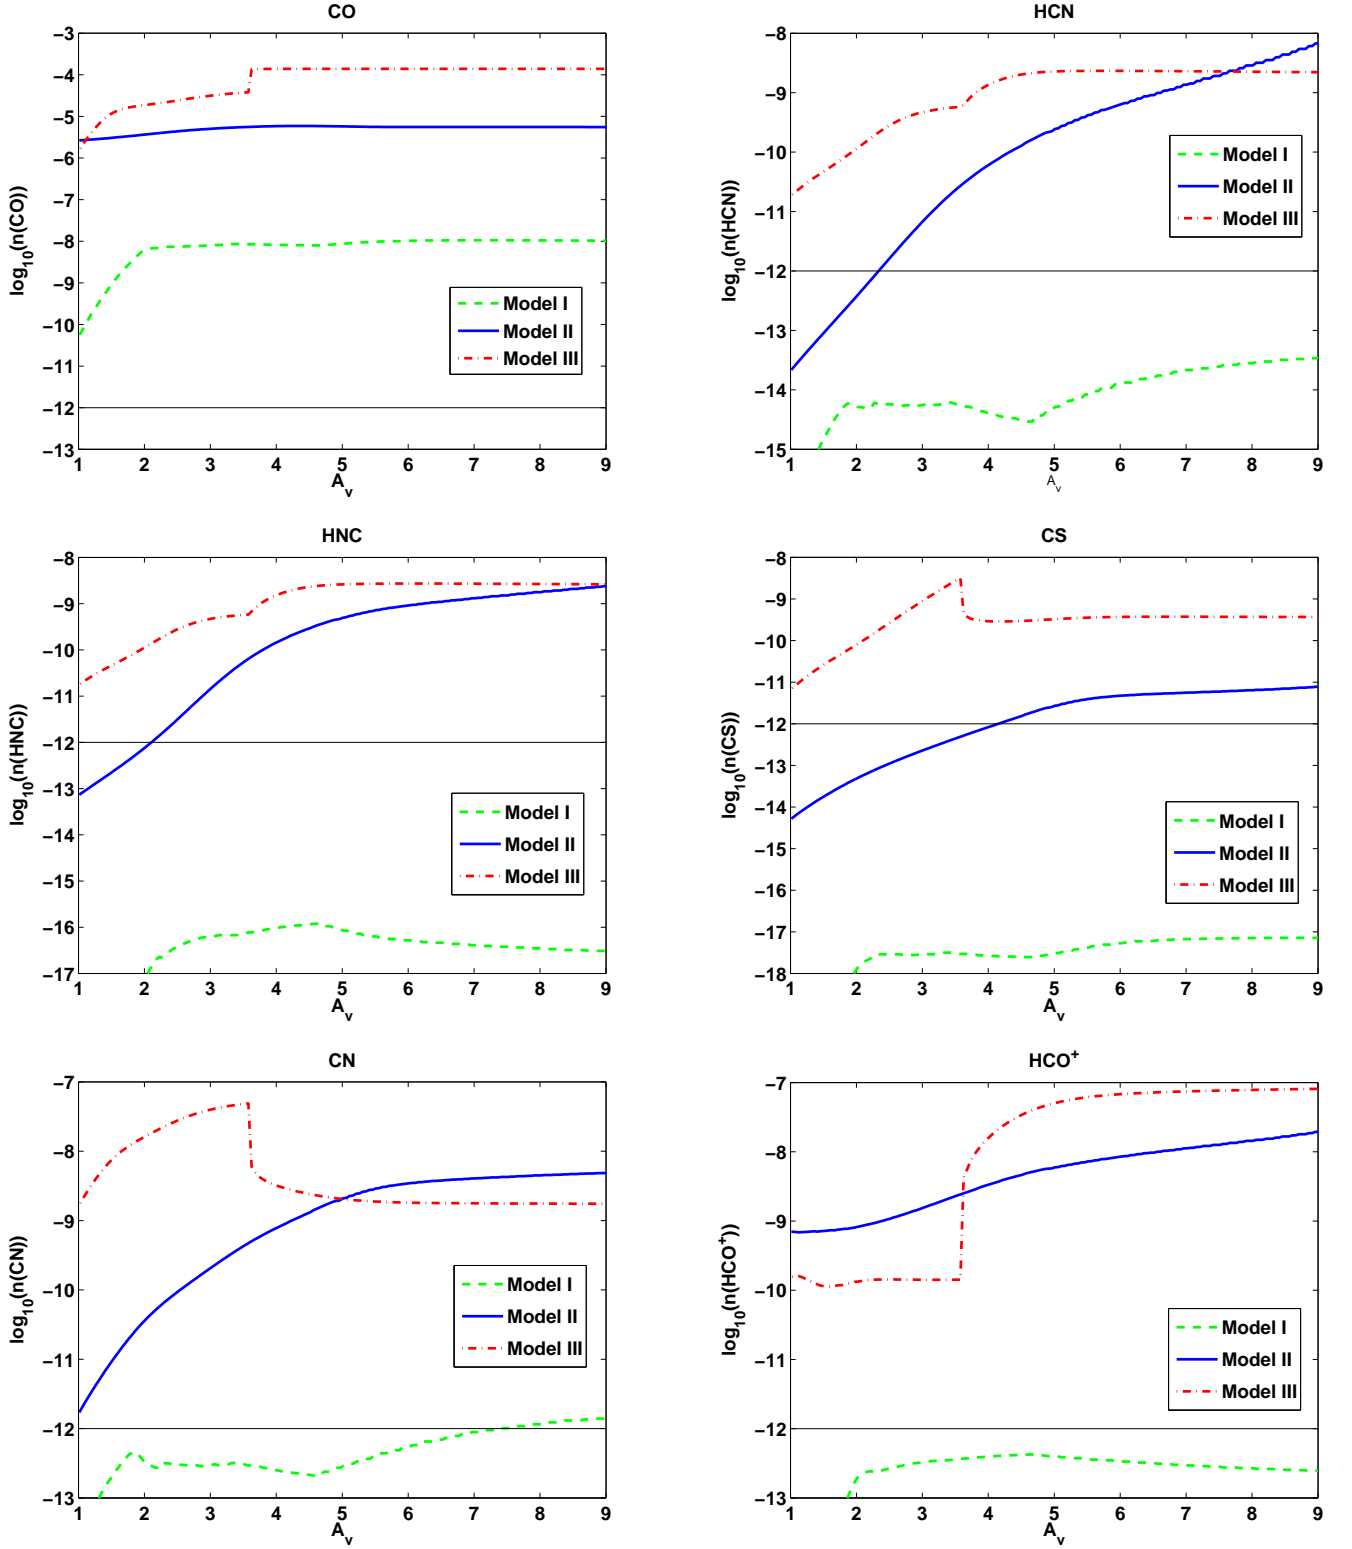 CO
−3
−4
−5
−6
−7
−8
−9
−10
−11
−12
−13
log10(n(CO))
Model I
Model II
Model III
1 2 3 4 5 6 7 8 9
Av
HCN
−8
−9
−10
−11
−12
−13
−14
−15
log10(n(HCN))
Model I
Model II
Model III
1 2 3 4 5 6 7 8 9
Av
HNC
−8
−9
−10
−11
−12
−13
−14
−15
−16
−17
log10(n(HNC))
Model I
Model II
Model III
1 2 3 4 5 6 7 8 9
Av
CS
−8
−9
−10
−11
−12
−13
−14
−15
−16
−17
−18
log10(n(CS))
Model I
Model II
Model III
1 2 3 4 5 6 7 8 9
Av
CN
−7
−8
−9
−10
−11
−12
−13
log10(n(CN))
Model I
Model II
Model III
1 2 3 4 5 6 7 8 9
Av
HCO+
−7
−8
−9
−10
−11
−12
−13
log10(n(HCO+))
Model I
Model II
Model III
1 2 3 4 5 6 7 8 9
Av